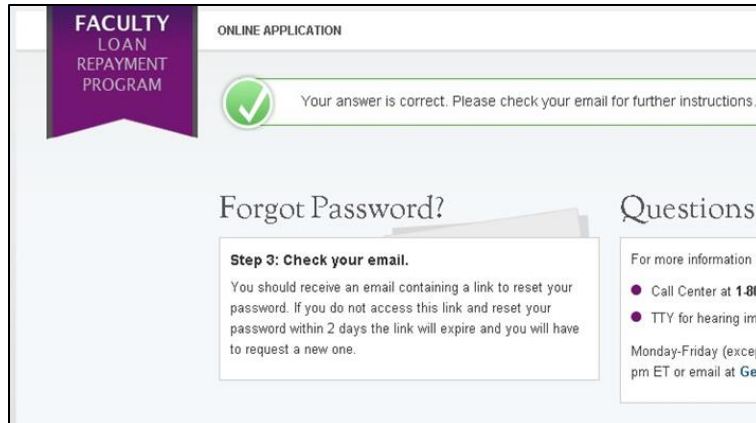 FACULTY
LOAN
REPAYMENT
PROGRAM
ONLINE APPLICATION
Your answer is correct. Please check your email for further instructions.
Forgot Password?
Step 3: Check your email.
You should receive an email containing a link to reset your
password. If you do not access this link and reset your
password within 2 days the link will expire and you will have
to request a new one.
Questions
For more information
Call Center at 1-80
TTY for hearing
Monday-Friday
pm ET or email at